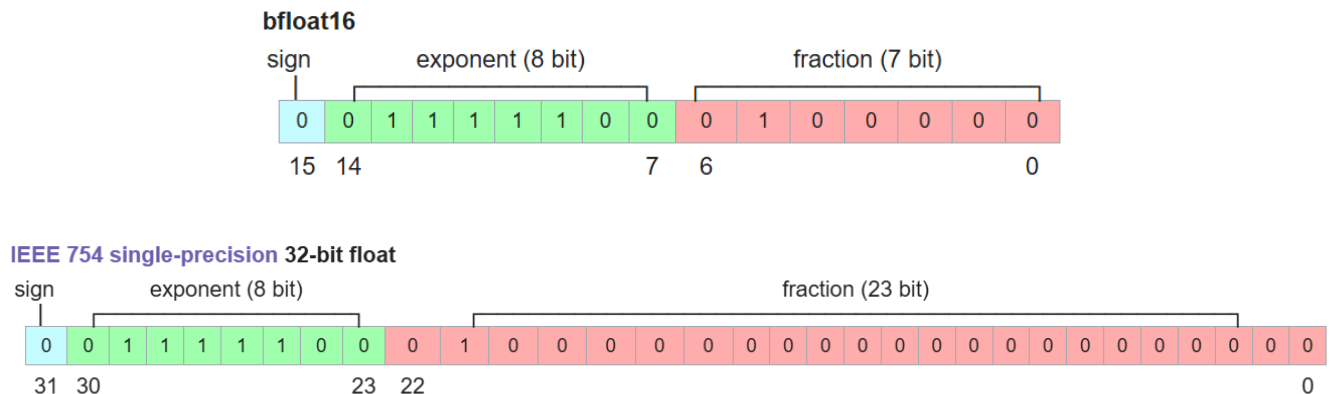 bfloat16
sign exponent (8 bit) fraction (7 bit)
0 0 1 1 1 1 1 0 0 0 1 0 0 0 0 0
15 14 7 6 0
IEEE 754 single-precision 32-bit float
sign exponent (8 bit) fraction (23 bit)
0 0 1 1 1 1 1 0 0 0 1 0 0 0 0 0 0 0 0 0 0 0 0 0 0 0 0 0 0 0 0 0
31 30 23 22 0